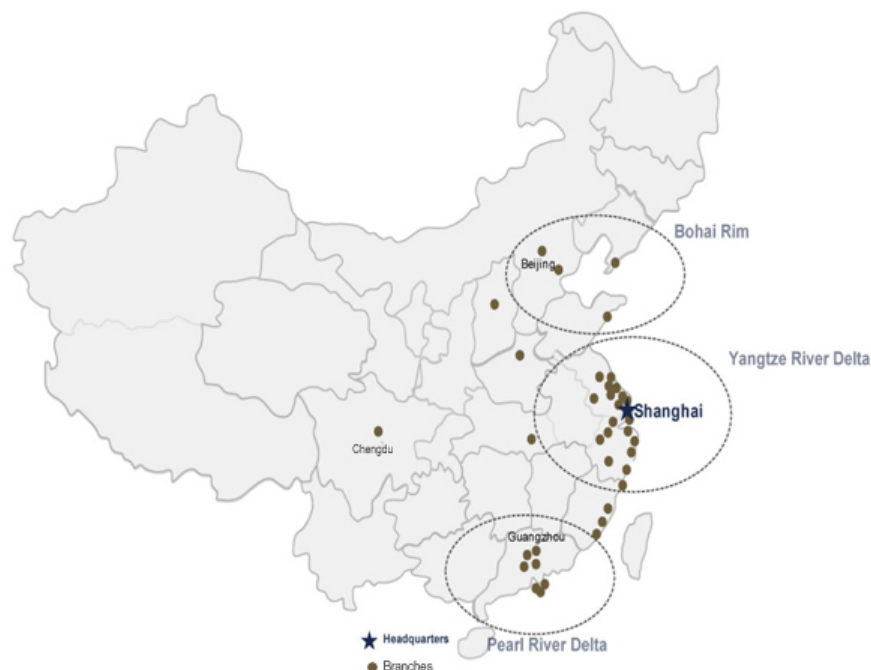 Bohai Rim
Beijing
Yangtze River Delta
Shanghai
Chengdu
Guangzhou
Headquarters
Pearl River Delta
Branches